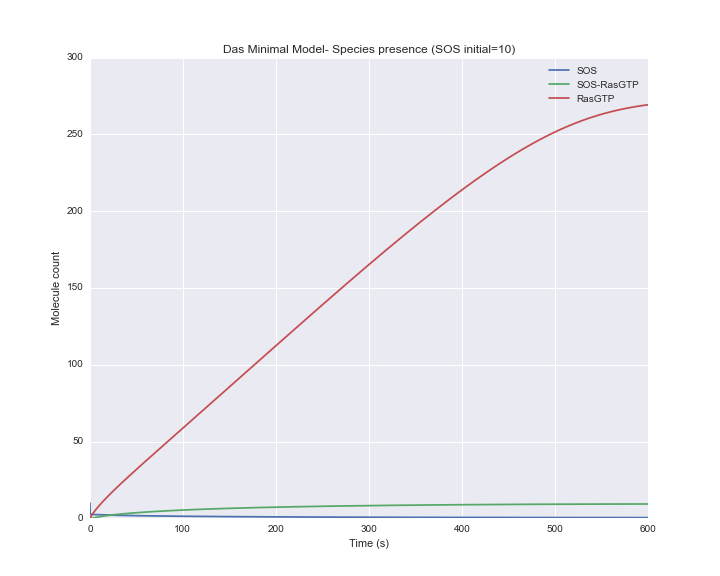 Das Minimal Model- Species presence (SOS initial=10)
300
250
200
150
100
50
0
Molecule count
SOS
SOS-RasGTP
RasGTP
0 100 200 300 400 500 600
Time (s)